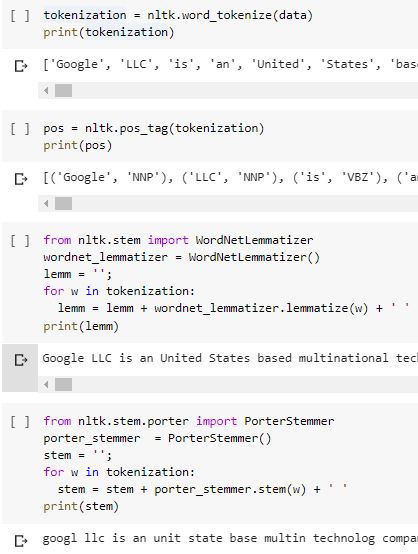 [ ] tokenization = nltk.word_tokenize(data)
print(tokenization)
['Google', 'LLC', 'is', 'an', 'United', 'States',
[ ] pos = nltk.pos_tag(tokenization)
print(pos)
[('Google', 'NNP'), ('LLC', 'NNP'), ('is', 'VBZ'),
[ ] from nltk.stem import WordNetLemmatizer
wordnet_lemmatizer = WordNetLemmatizer()
lemm = '';
for w in tokenization:
lemm = lemm + wordnet_lemmatizer.lemmatize(w) + ' '
print(lemm)
Google LLC is an United States based multinational
[ ] from nltk.stem.porter import PorterStemmer
porter_stemmer = PorterStemmer()
stem = '';
for w in tokenization:
stem = stem + porter_stemmer.stem(w) + ' '
print(stem)
googl llc is an unit state base multin technolog